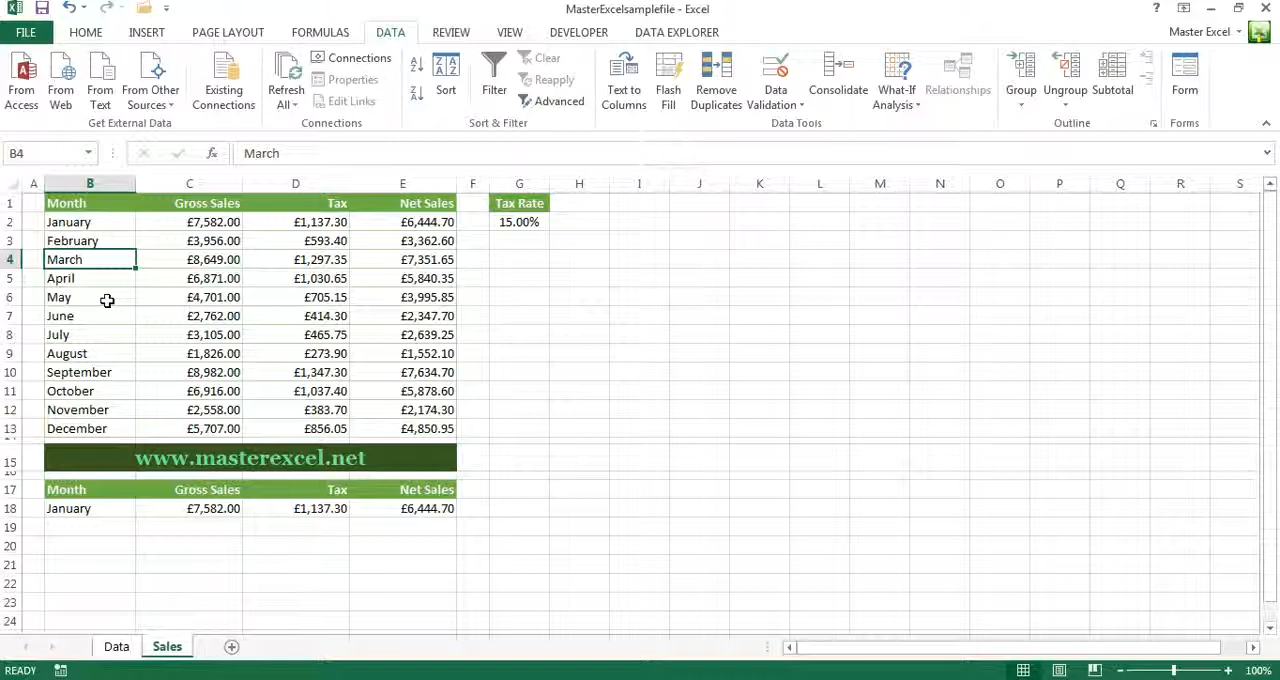 MasterExcelsamplefile - Excel
?
FILE HOME INSERT PAGE LAYOUT FORMULAS DATA REVIEW VIEW DEVELOPER DATA EXPLORER Master Excel
From Access
From Web
From Text
From Other Sources
Existing Connections
Get External Data
Refresh All
Connections
Properties
Edit Links
Connections
Sort
Filter
Clear
Reapply
Advanced
Sort & Filter
Text to Columns
Flash Fill
Remove Duplicates
Data Validation
Consolidate
What-If Analysis
Relationships
Data Tools
Group
Ungroup
Subtotal
Outline
Form
Forms
B4 fx March
A B C D E F G H I J K L M N O P Q R S
1 Month Gross Sales Tax Net Sales Tax Rate
2 January £7,582.00 £1,137.30 £6,444.70 15.00%
3 February £3,956.00 £593.40 £3,362.60
4 March £8,649.00 £1,297.35 £7,351.65
5 April £6,871.00 £1,030.65 £5,840.35
6 May £4,701.00 £705.15 £3,995.85
7 June £2,762.00 £414.30 £2,347.70
8 July £3,105.00 £465.75 £2,639.25
9 August £1,826.00 £273.90 £1,552.10
10 September £8,982.00 £1,347.30 £7,634.70
11 October £6,916.00 £1,037.40 £5,878.60
12 November £2,558.00 £383.70 £2,174.30
13 December £5,707.00 £856.05 £4,850.95
15 www.masterexcel.net
17 Month Gross Sales Tax Net Sales
18 January £7,582.00 £1,137.30 £6,444.70
19
20
21
22
23
24
Data Sales
READY 100%